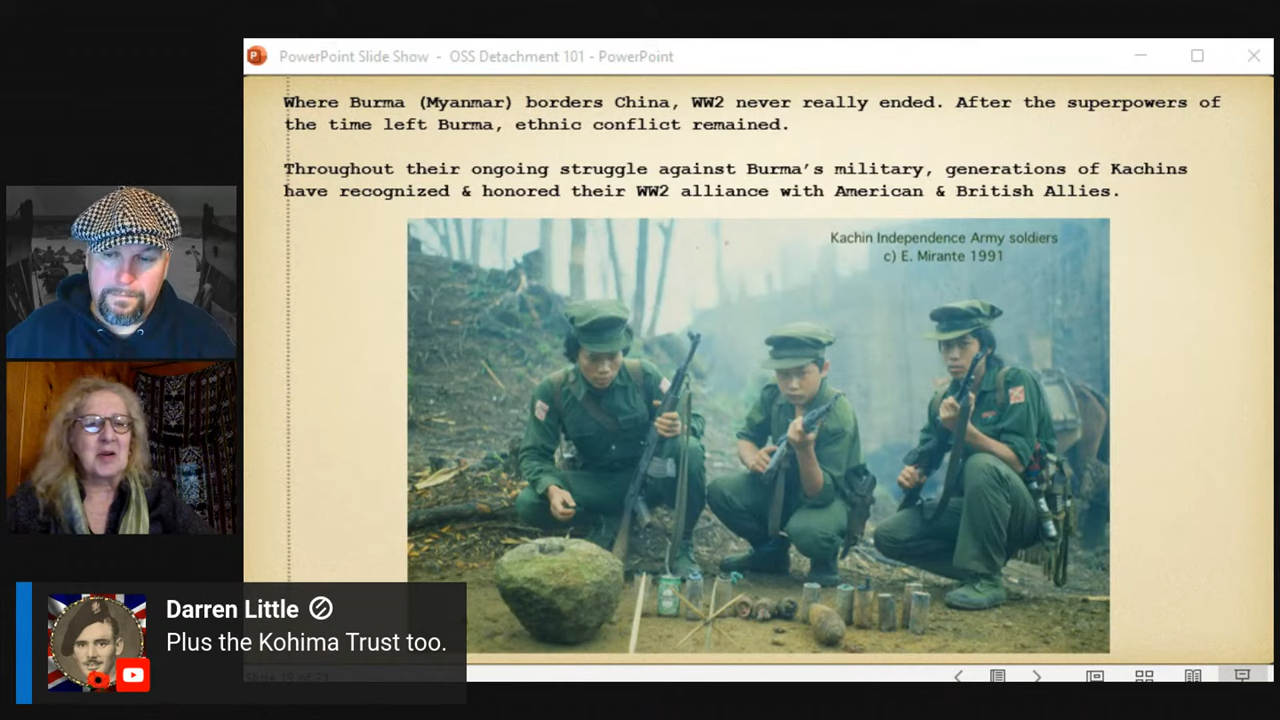 PowerPoint Slide Show - OSS Detachment 101 - PowerPoint
Where Burma (Myanmar) borders China, WW2 never really ended. After the superpowers of
the time left Burma, ethnic conflict remained.
Throughout their ongoing struggle against Burma's military, generations of Kachins
have recognized & honored their WW2 alliance with American & British Allies.
Kachin Independence Army soldiers
c) E. Mirante 1991
Darren Little
Plus the Kohima Trust too.